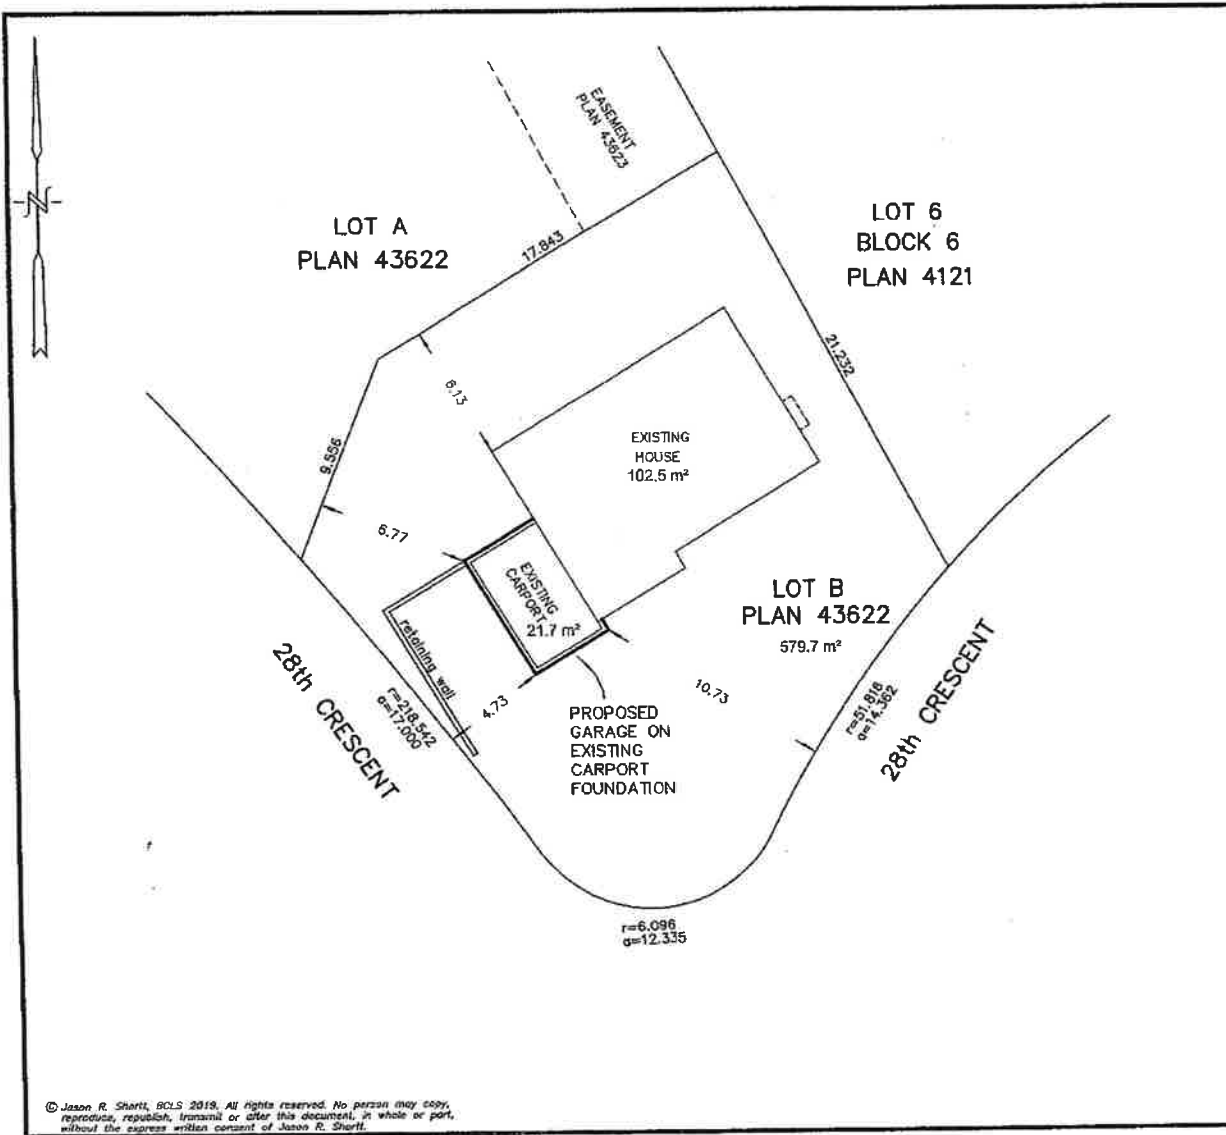 EASEMENT
PLAN 43623
N
LOT A
PLAN 43622
17.843
LOT 6
BLOCK 6
PLAN 4121
21.232
6.13
EXISTING
HOUSE
102.5 m²
9.556
6.77
EXISTING
CARPORT
21.7 m²
LOT B
PLAN 43622
579.7 m²
retaining wall
28th CRESCENT
r=218.542
a=17.000
4.73
10.73
PROPOSED
GARAGE ON
EXISTING
CARPORT
FOUNDATION
r=51.818
a=14.362
28th CRESCENT
r=6.096
a=12.335
© Jason R. Shortt, BCLS 2019. All rights reserved. No person may copy,
reproduce, republish, transmit or alter this document, in whole or part,
without the express written consent of Jason R. Shortt.